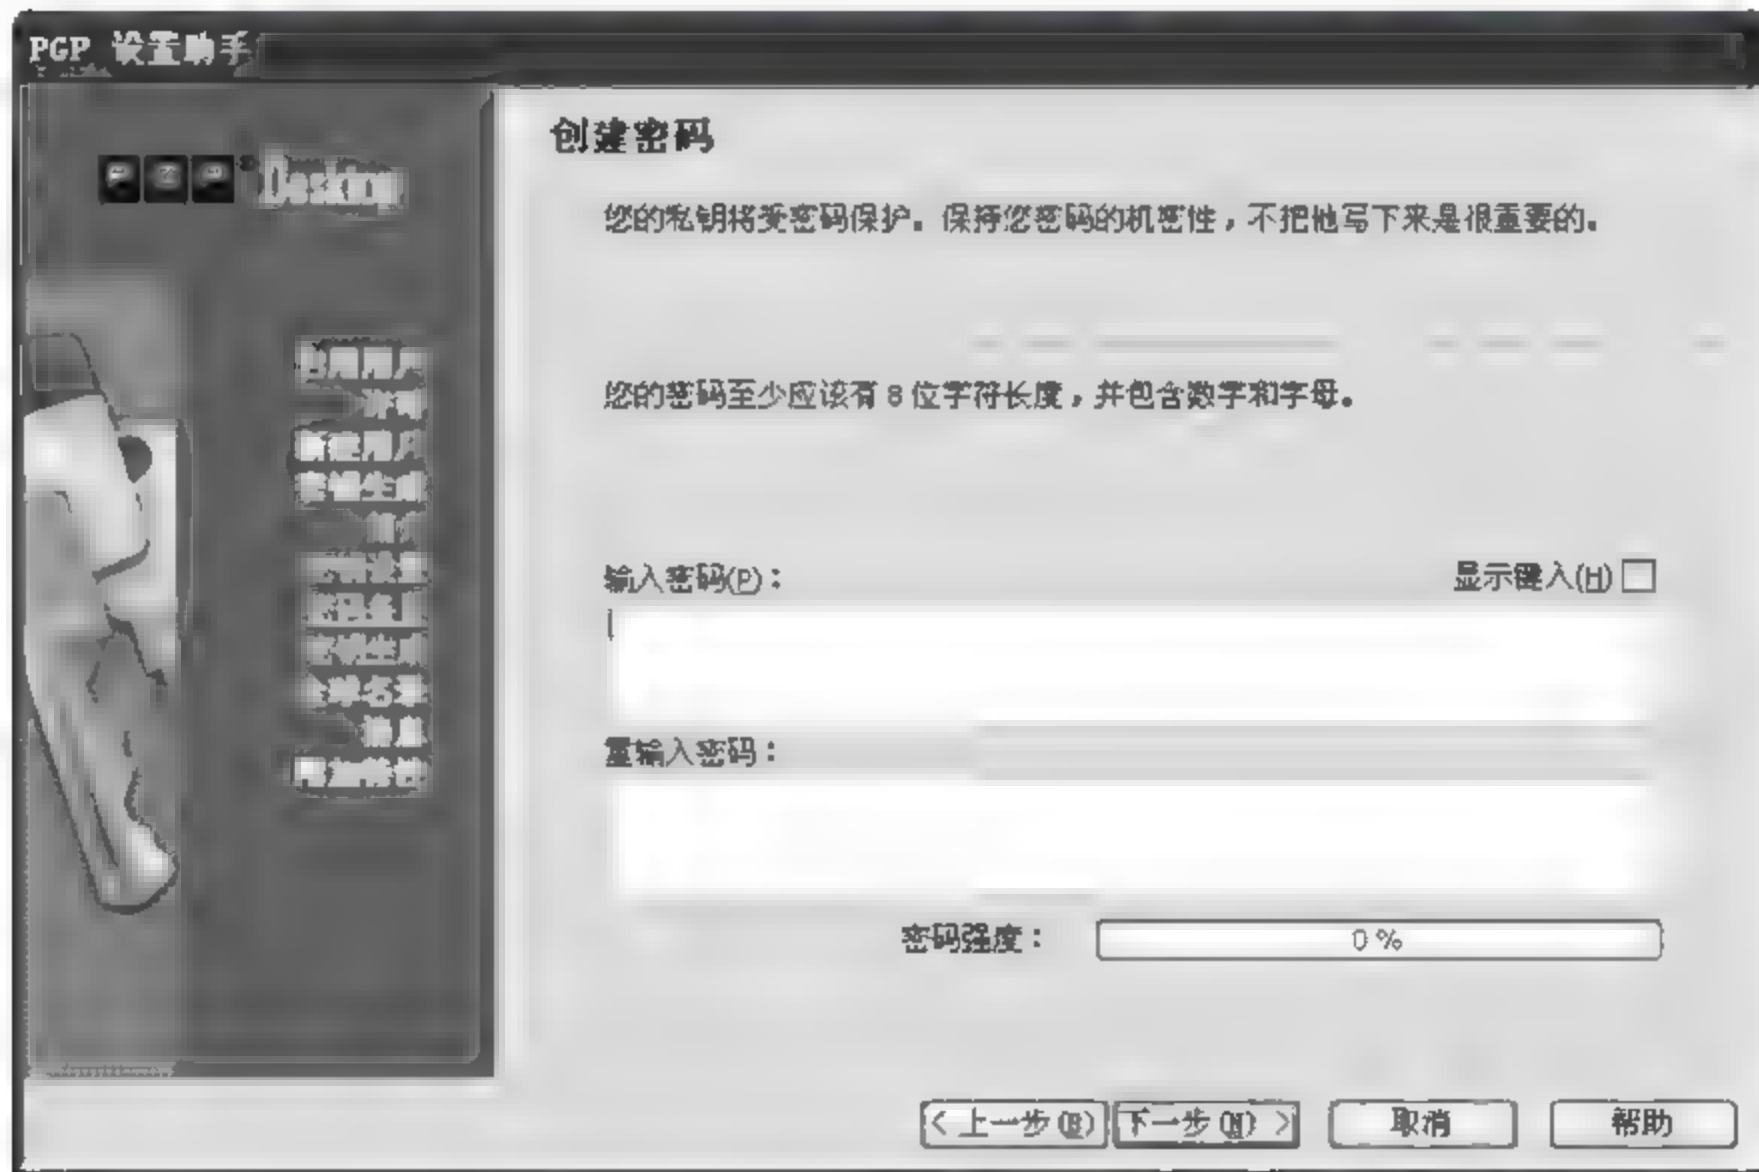 PGP 设置助手
PGP Desktop
创建密码
您的私钥将受密码保护。保持您密码的机密性，不把他写下来是很重要的。
您的密码至少应该有 8 位字符长度，并包含数字和字母。
输入密码(P)：
显示键入(H)
重输入密码：
密码强度：
0 %
< 上一步(B)
下一步(N) >
取消
帮助